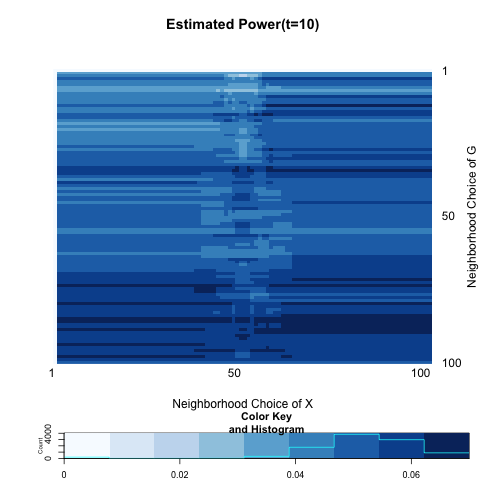 Estimated Power(t=10)
1
50
100
Neighborhood Choice of G
1
50
100
Neighborhood Choice of X
Color Key
and Histogram
Count
0
4000
0
0.02
0.04
0.06